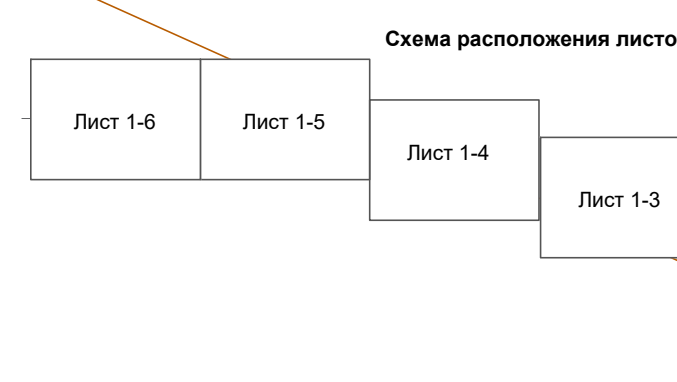 Схема расположения листо
Лист 1-6
Лист 1-5
Лист 1-4
Лист 1-3